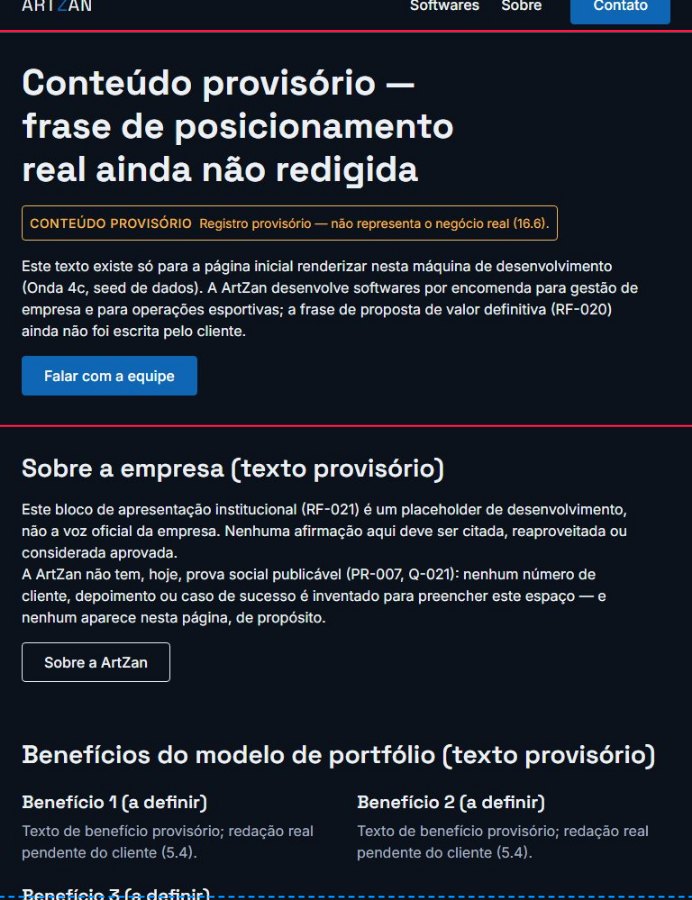 ARTZAN
Softwares Sobre Contato
Conteúdo provisório —
frase de posicionamento
real ainda não redigida
CONTEÚDO PROVISÓRIO Registro provisório — não representa o negócio real (16.6).
Este texto existe só para a página inicial renderizar nesta máquina de desenvolvimento
(Onda 4c, seed de dados). A ArtZan desenvolve softwares por encomenda para gestão de
empresa e para operações esportivas; a frase de proposta de valor definitiva (RF-020)
ainda não foi escrita pelo cliente.
Falar com a equipe
Sobre a empresa (texto provisório)
Este bloco de apresentação institucional (RF-021) é um placeholder de desenvolvimento,
não a voz oficial da empresa. Nenhuma afirmação aqui deve ser citada, reaproveitada ou
considerada aprovada.
A ArtZan não tem, hoje, prova social publicável (PR-007, Q-021): nenhum número de
cliente, depoimento ou caso de sucesso é inventado para preencher este espaço — e
nenhum aparece nesta página, de propósito.
Sobre a ArtZan
Benefícios do modelo de portfólio (texto provisório)
Benefício 1 (a definir)
Texto de benefício provisório; redação real
pendente do cliente (5.4).
Benefício 2 (a definir)
Texto de benefício provisório; redação real
pendente do cliente (5.4).
Benefício 3 (a definir)